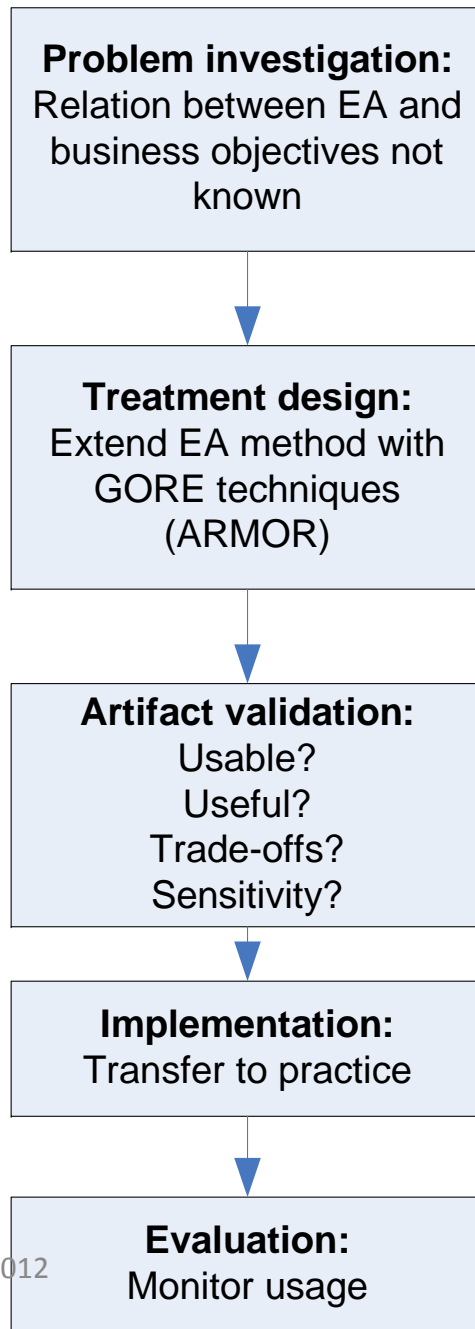 Problem investigation:
Relation between EA and
business objectives not
known
Treatment design:
Extend EA method with
GORE techniques
(ARMOR)
Artifact validation:
Usable?
Useful?
Trade-offs?
Sensitivity?
Implementation:
Transfer to practice
Evaluation:
012
Monitor usage